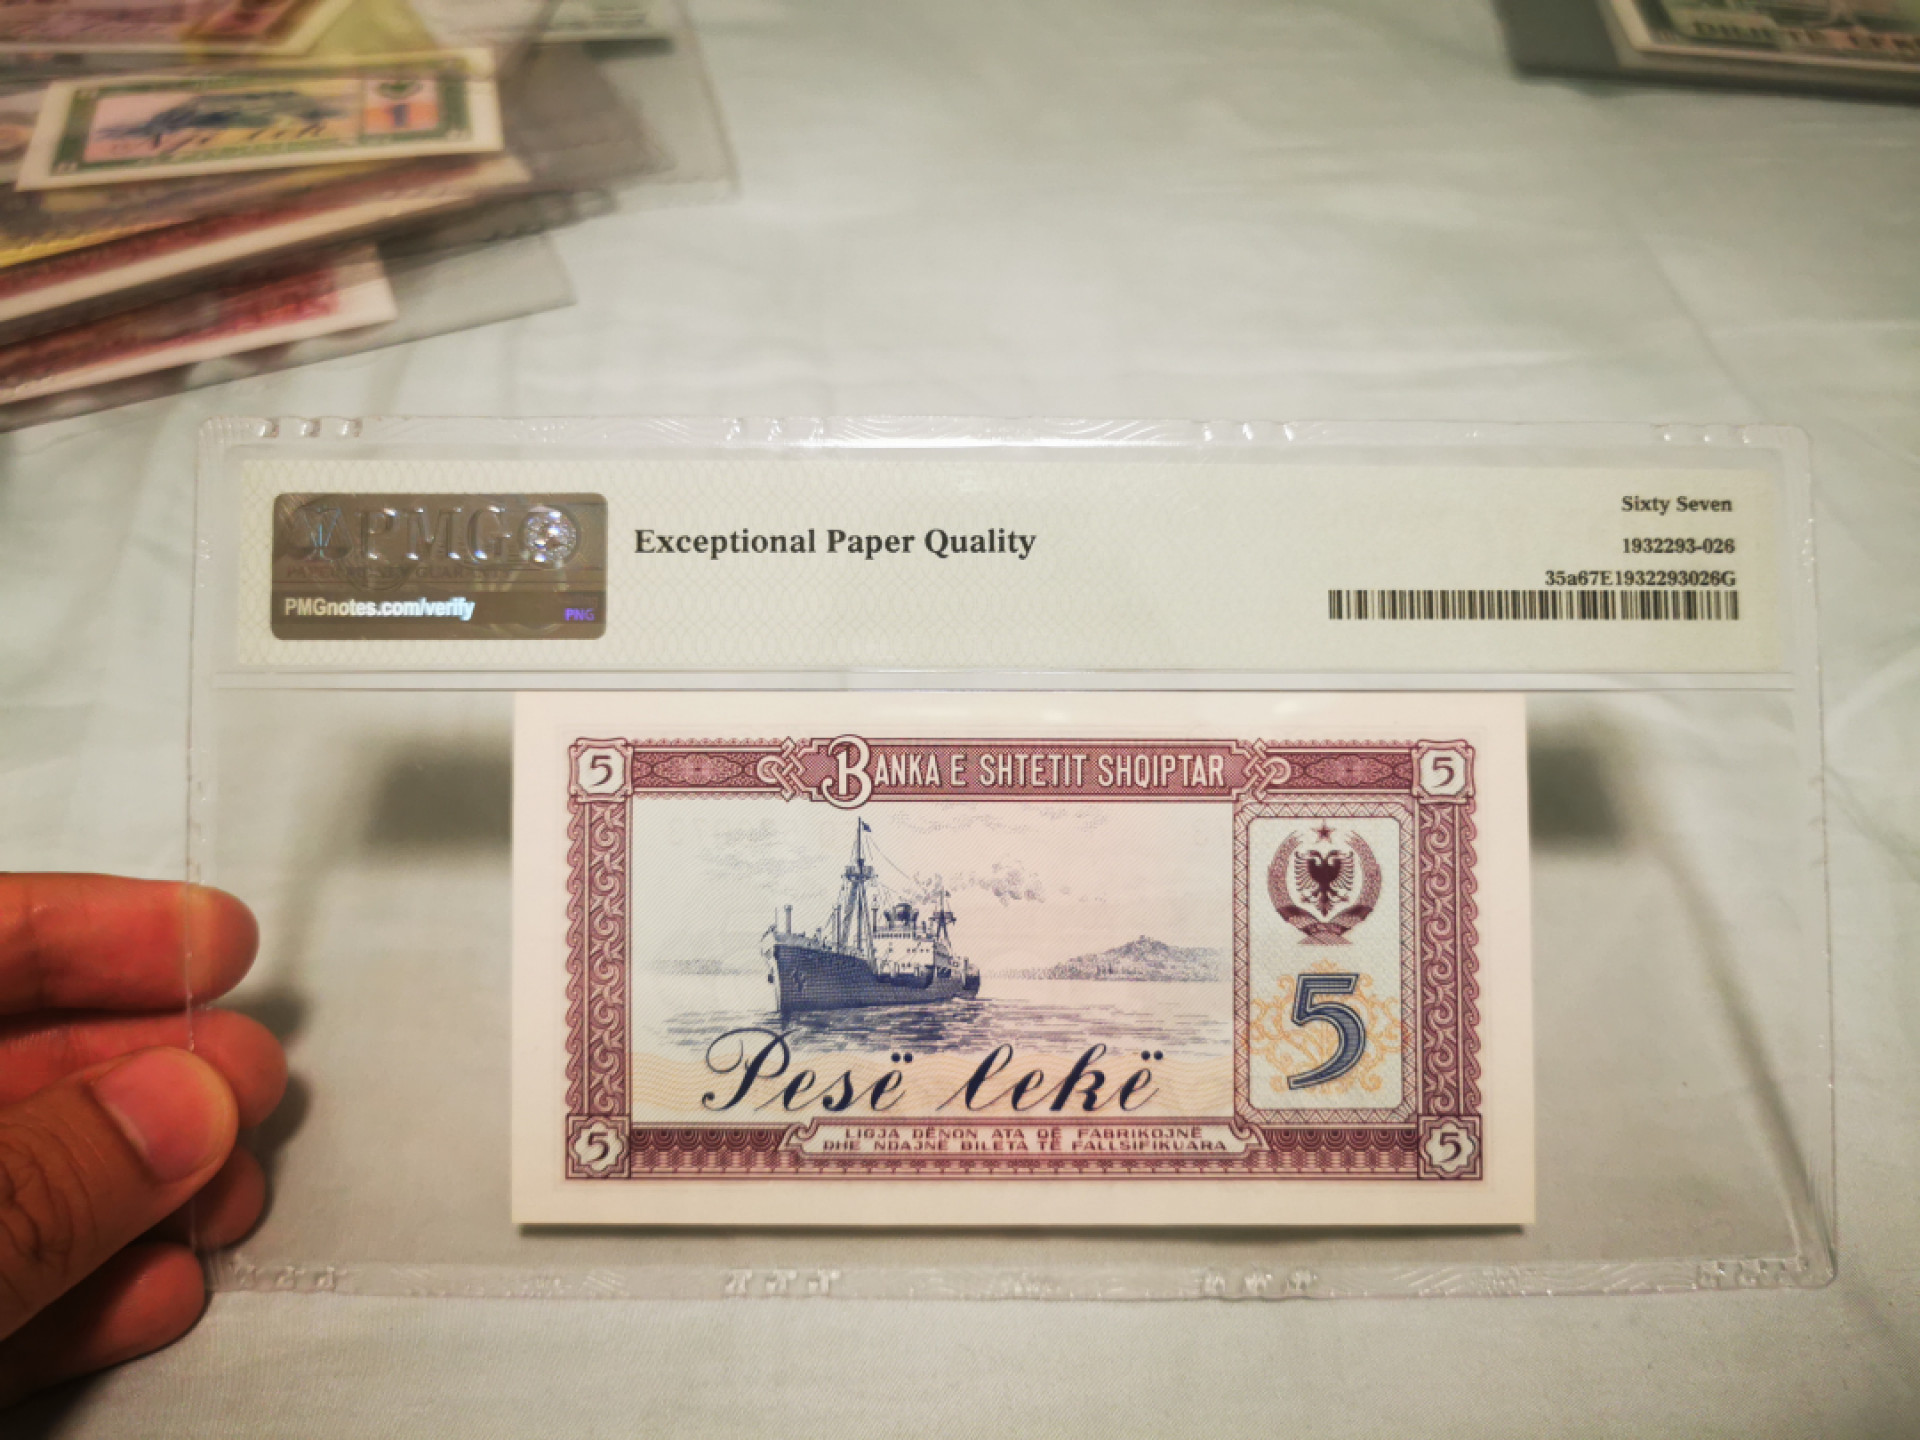 PMG
PMGnotes.com/verify
PNG
Exceptional Paper Quality
Sixty Seven
1932293-026
35a67E1932293026G
5
BANKA E SHTETIT SHQIPTAR
5
5
Pesë lekë
5
LIGJA DËNON ATA QË FABRIKOJNË
DHE NDAJNË BILETA TË FALLSIFIKUARA
5
1